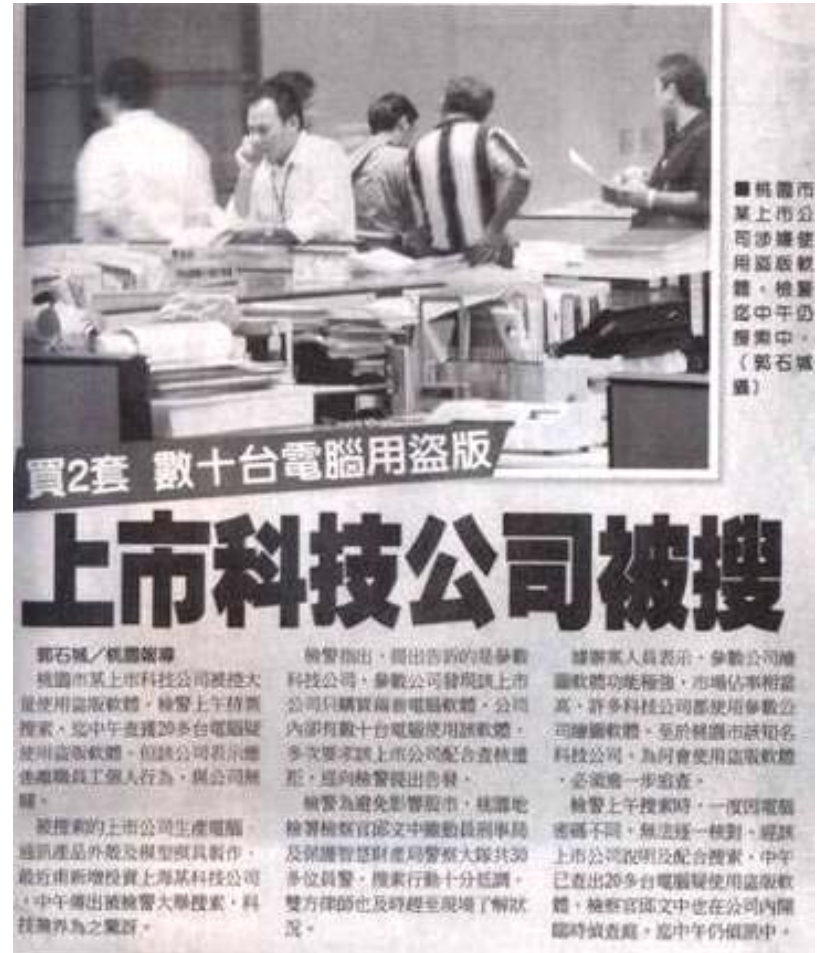 ■桃園市
某上市公
司涉嫌使
用盜版軟
體。檢警
迄中午仍
搜索中。
(郭石城
攝)
買2套 數十台電腦用盜版
上市科技公司被搜
郭石城/桃園報導
桃園市某上市科技公司被控大
量使用盜版軟體,檢警上午持票
搜索,迄中午查獲20多台電腦疑
使用盜版軟體,但該公司表示應
係離職員工個人行為,與公司無
關。
被搜索的上市公司生產電腦、
通訊產品外殼及模型模具製作,
最近重新增投資上海某科技公司
,中午傳出被檢警大舉搜索,科
技業界為之驚訝。
檢警指出,提出告訴的是參數
科技公司,參數公司發現該上市
公司只購買兩套電腦軟體,公司
內卻有數十台電腦使用該軟體,
多次要求該上市公司配合查核遭
拒,逕向檢警提出告發。
檢警為避免影響股市,桃園地
檢署檢察官邱文中動員刑事局
及保護智慧財產局警察大隊共30
多位員警,搜索行動十分低調,
雙方律師也及時趕至現場了解狀
況。
據辦案人員表示,參數公司繪
圖軟體功能極強,市場佔率相當
高,許多科技公司都使用參數公
司繪圖軟體。至於桃園市該知名
科技公司,為何會使用盜版軟體
,必須進一步追查。
檢警上午搜索時,一度因電腦
密碼不同,無法逐一核對,經該
上市公司說明及配合搜索,中午
已查出20多台電腦疑使用盜版軟
體,檢察官邱文中也在公司內開
臨時偵查庭,迄中午仍偵訊中。